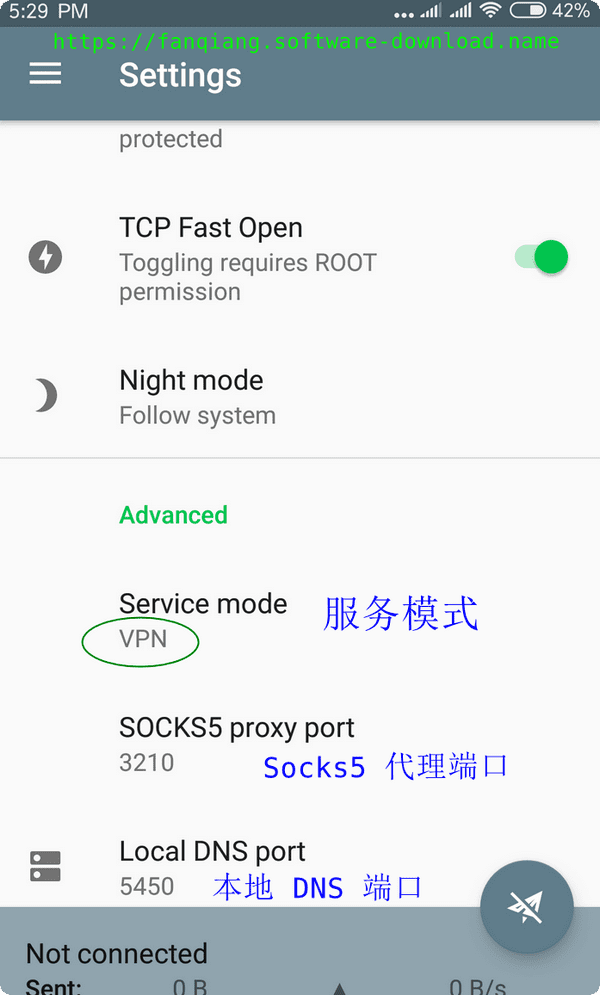 5:29 PM
42%
https://fanqiang.software-download.name
Settings
protected
TCP Fast Open
Toggling requires ROOT
permission
Night mode
Follow system
Advanced
Service mode 服务模式
VPN
SOCKS5 proxy port
3210 Socks5 代理端口
Local DNS port
5450 本地 DNS 端口
Not connected
Sent: 0 B ▲ 0 B/s